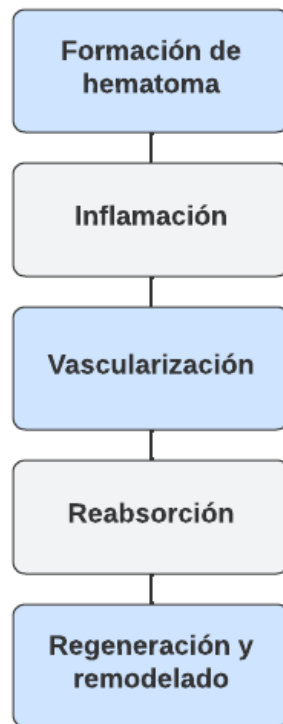 Formación de
hematoma
Inflamación
Vascularización
Reabsorción
Regeneración y
remodelado